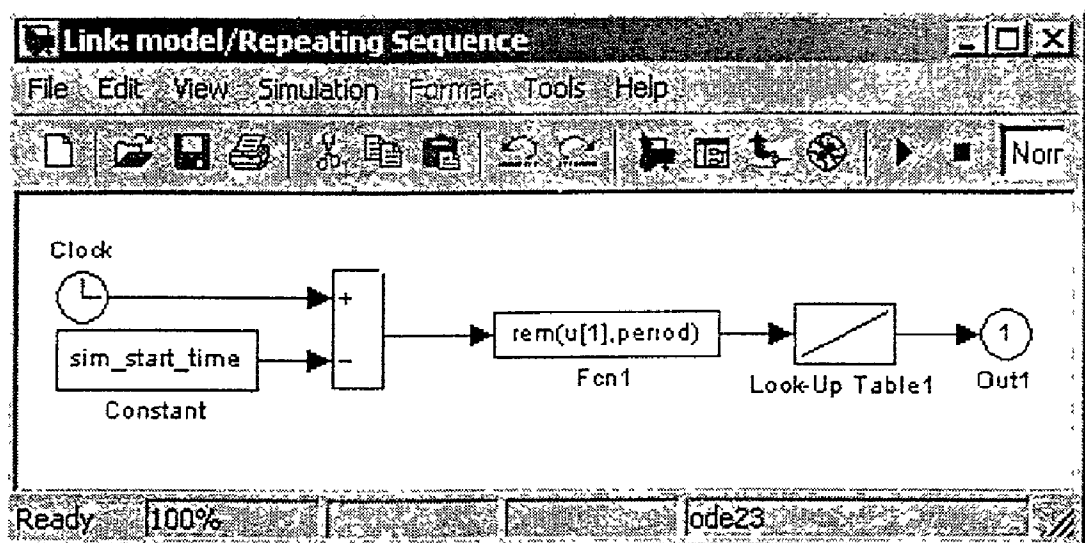 Link: model/Repeating Sequence
File Edit View Simulation Format Tools Help
Norr
Clock
+
sim_start_time
−
Constant
rem(u[1],period)
Fcn1
Look-Up Table1
1
Out1
Ready 100% ode23